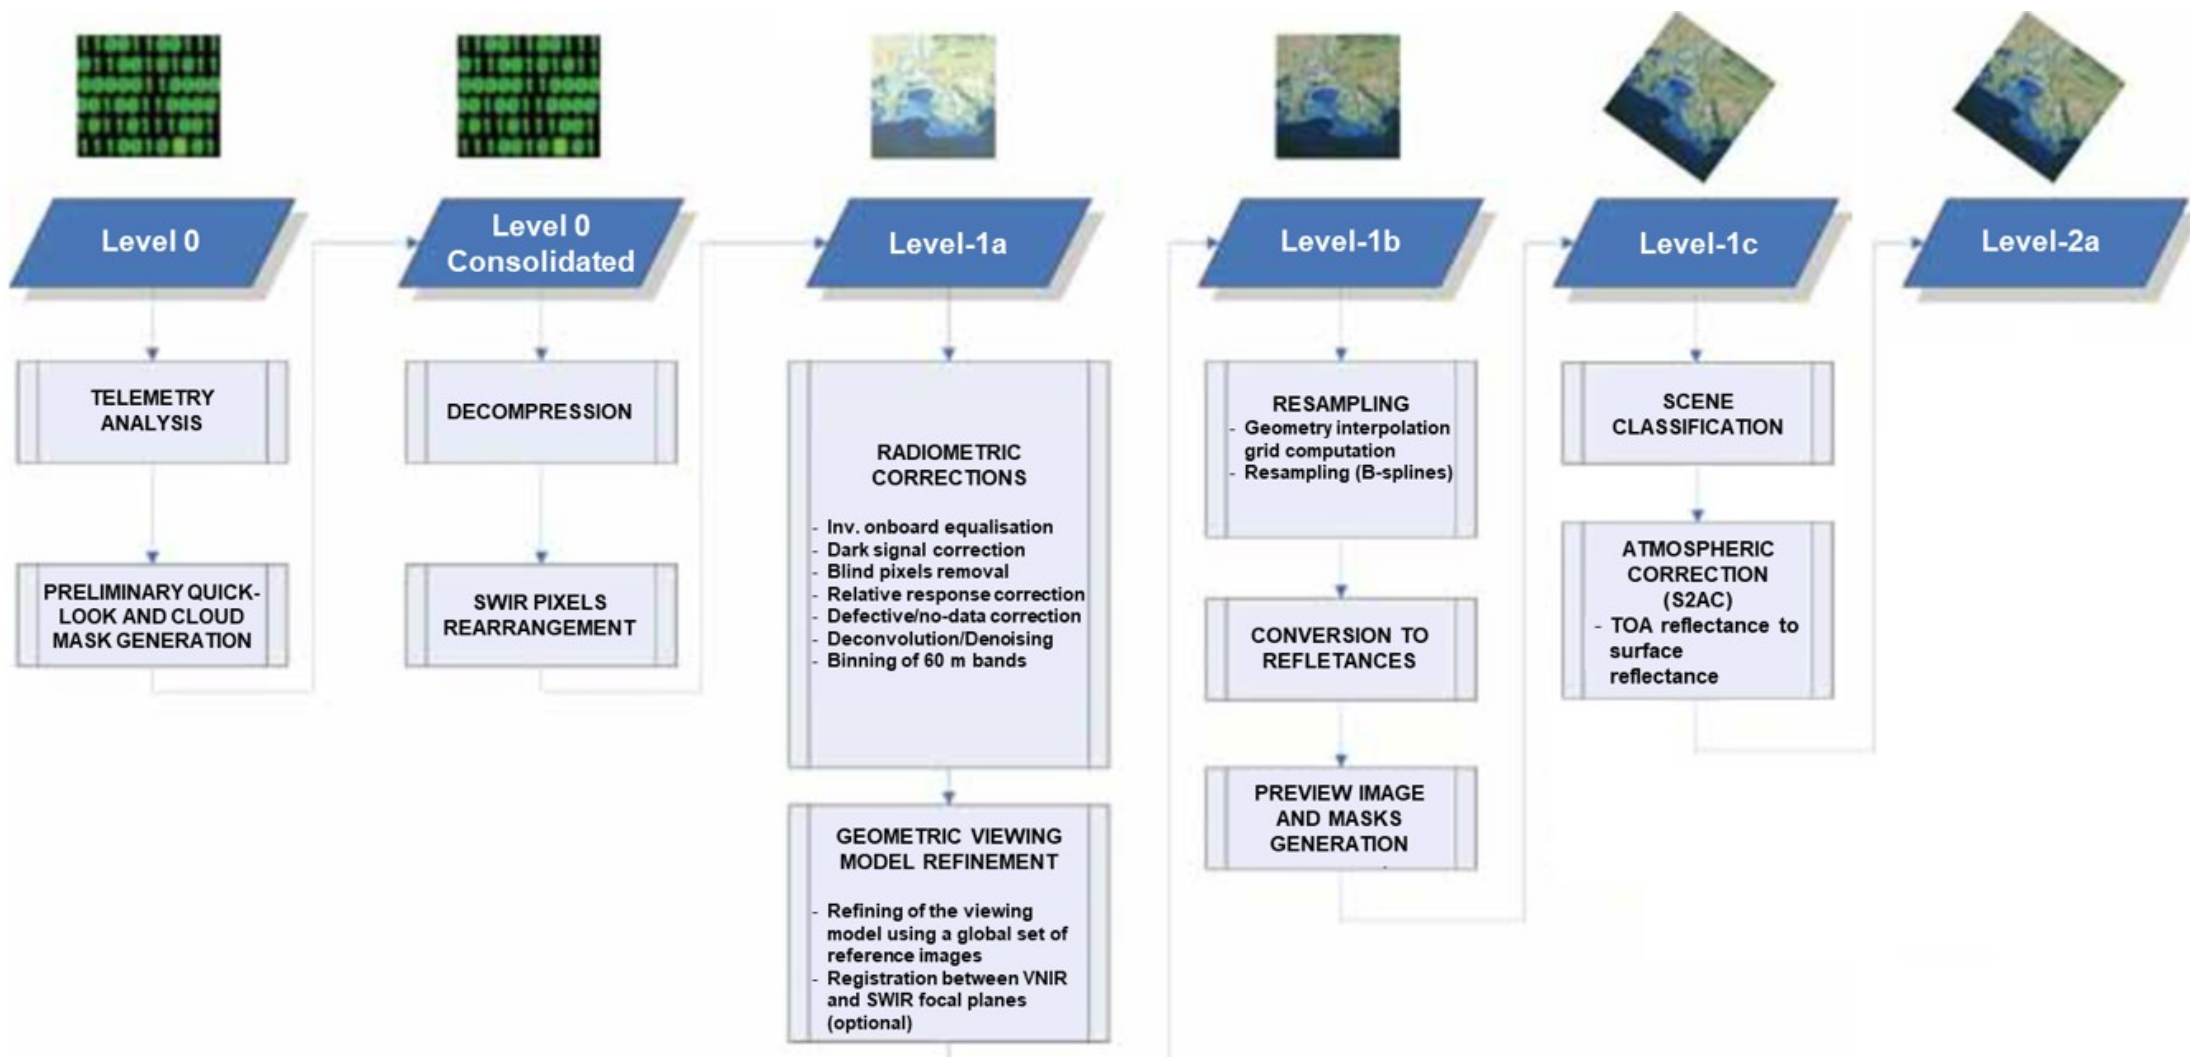 Level 0
TELEMETRY
ANALYSIS
PRELIMINARY QUICK-
LOOK AND CLOUD
MASK GENERATION
Level 0
Consolidated
DECOMPRESSION
SWIR PIXELS
REARRANGEMENT
Level-1a
RADIOMETRIC
CORRECTIONS
- Inv. onboard equalisation
- Dark signal correction
- Blind pixels removal
- Relative response correction
- Defective/no-data correction
- Deconvolution/Denoising
- Binning of 60 m bands
GEOMETRIC VIEWING
MODEL REFINEMENT
- Refining of the viewing
model using a global set of
reference images
- Registration between VNIR
and SWIR focal planes
(optional)
Level-1b
RESAMPLING
- Geometry interpolation
grid computation
- Resampling (B-splines)
CONVERSION TO
REFLETANCES
PREVIEW IMAGE
AND MASKS
GENERATION
Level-1c
SCENE
CLASSIFICATION
ATMOSPHERIC
CORRECTION
(S2AC)
- TOA reflectance to
surface
reflectance
Level-2a